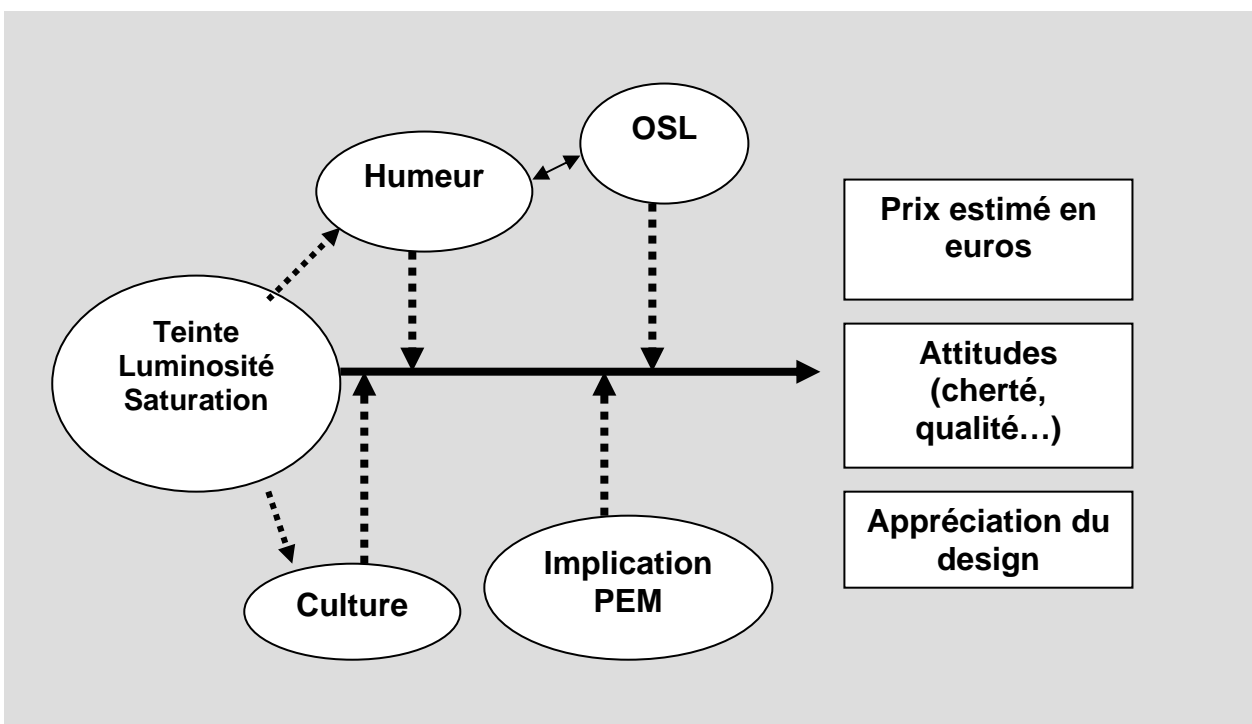 OSL
Humeur
Prix estimé en
euros
Teinte
Luminosité
Saturation
Attitudes
(cherté,
qualité…)
Appréciation du
design
Implication
PEM
Culture